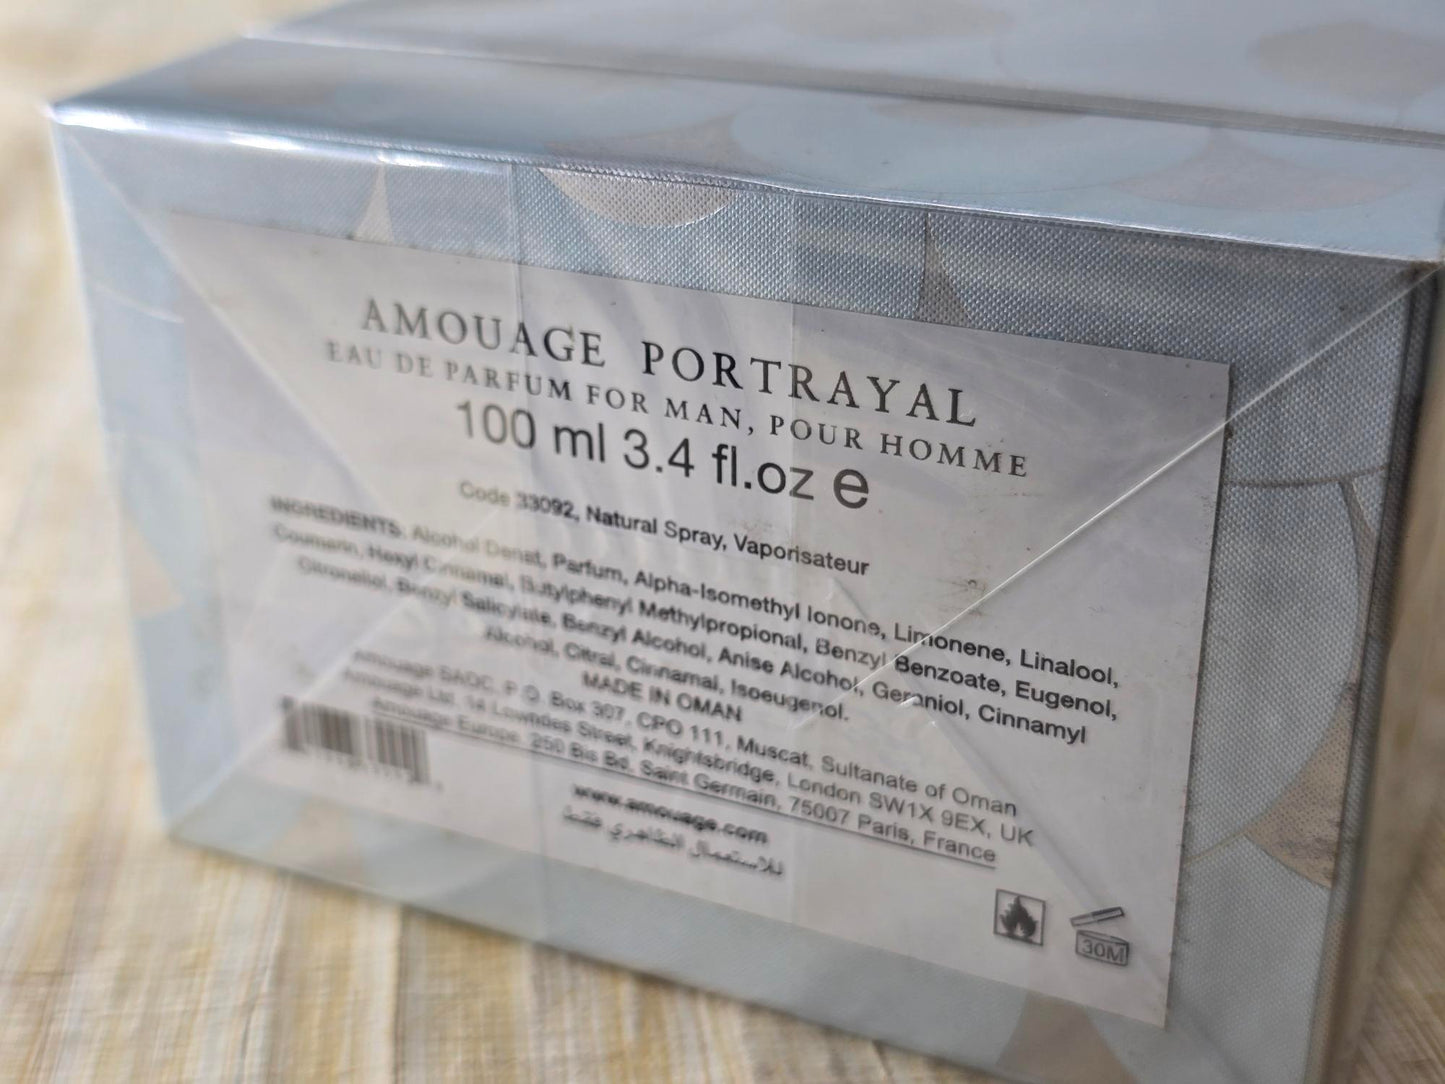 AMOUAGE PORTRAYAL
EAU DE PARFUM FOR MAN, POUR HOMME
100 ml 3.4 fl.oz e
Code 33092, Natural Spray, Vaporisateur
INGREDIENTS. Alcohol Denat, Parfum, Alpha-Isomethyl Ionone, Limonene, Linalool,
Coumarin, Hexyl Cinnamal, Butylphenyl Methylpropional, Benzyl Benzoate, Eugenol,
Citronellol, Benzyl Salicylate, Benzyl Alcohol, Anise Alcohol, Geraniol, Cinnamyl
Alcohol, Citral, Cinnamal, Isoeugenol.
MADE IN OMAN
Amouage SAOC, P.O. Box 307, CPO 111, Muscat, Sultanate of Oman
Amouage Ltd. 14 Lowndes Street, Knightsbridge, London SW1X 9EX, UK
Amouage Europe. 250 Bis Bd. Saint Germain, 75007 Paris, France
www.amouage.com
للاستعمال الظاهري فقط
30M